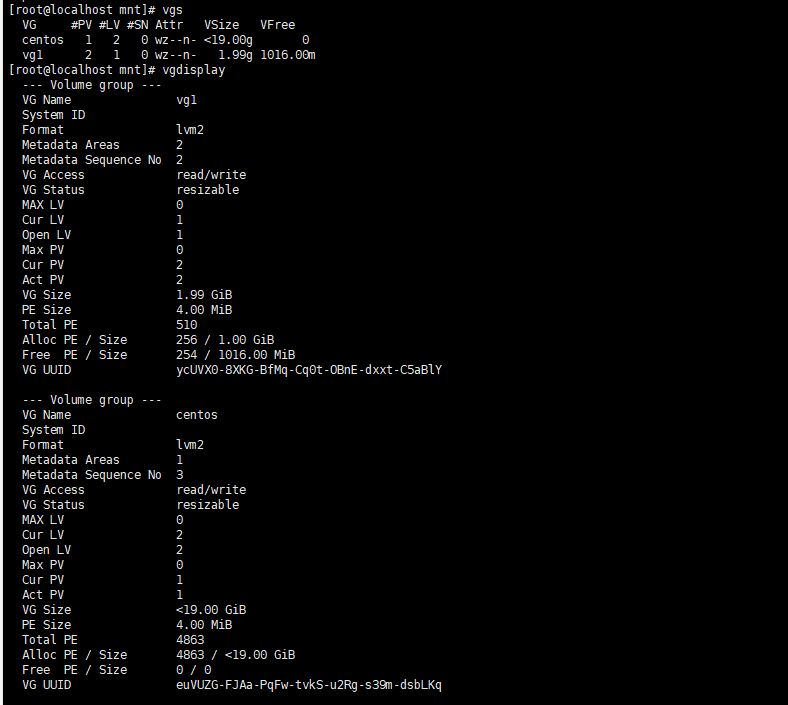 [root@localhost mnt]# vgs
  VG     #PV #LV #SN Attr   VSize   VFree
  centos   1   2   0 wz--n- <19.00g       0
  vg1      2   1   0 wz--n-   1.99g 1016.00m
[root@localhost mnt]# vgdisplay
  --- Volume group ---
  VG Name               vg1
  System ID
  Format                lvm2
  Metadata Areas        2
  Metadata Sequence No  2
  VG Access             read/write
  VG Status             resizable
  MAX LV                0
  Cur LV                1
  Open LV               1
  Max PV                0
  Cur PV                2
  Act PV                2
  VG Size               1.99 GiB
  PE Size               4.00 MiB
  Total PE              510
  Alloc PE / Size       256 / 1.00 GiB
  Free  PE / Size       254 / 1016.00 MiB
  VG UUID               ycUVX0-8XKG-BfMq-Cq0t-OBnE-dxxt-C5aBlY

  --- Volume group ---
  VG Name               centos
  System ID
  Format                lvm2
  Metadata Areas        1
  Metadata Sequence No  3
  VG Access             read/write
  VG Status             resizable
  MAX LV                0
  Cur LV                2
  Open LV               2
  Max PV                0
  Cur PV                1
  Act PV                1
  VG Size               <19.00 GiB
  PE Size               4.00 MiB
  Total PE              4863
  Alloc PE / Size       4863 / <19.00 GiB
  Free  PE / Size       0 / 0
  VG UUID               euVUZG-FJAa-PqFw-tvkS-u2Rg-s39m-dsbLKq